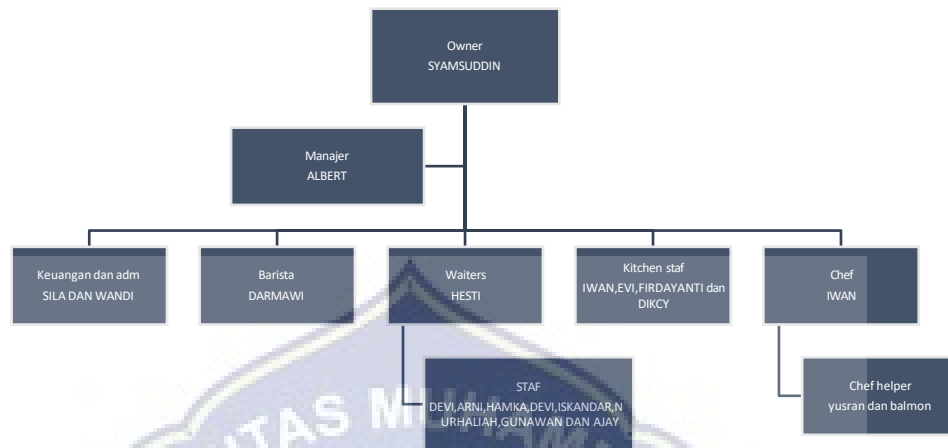 Owner
SYAMSUDDIN
Manajer
ALBERT
Keuangan dan adm
SILA DAN WANDI
Barista
DARMAWI
Waiters
HESTI
Kitchen staf
IWAN,EVI,FIRDAYANTI dan
DIKCY
Chef
IWAN
STAF
DEVI,ARNI,HAMKA,DEVI,ISKANDAR,N
URHALIAH,GUNAWAN DAN AJAY
Chef helper
yusran dan balmon